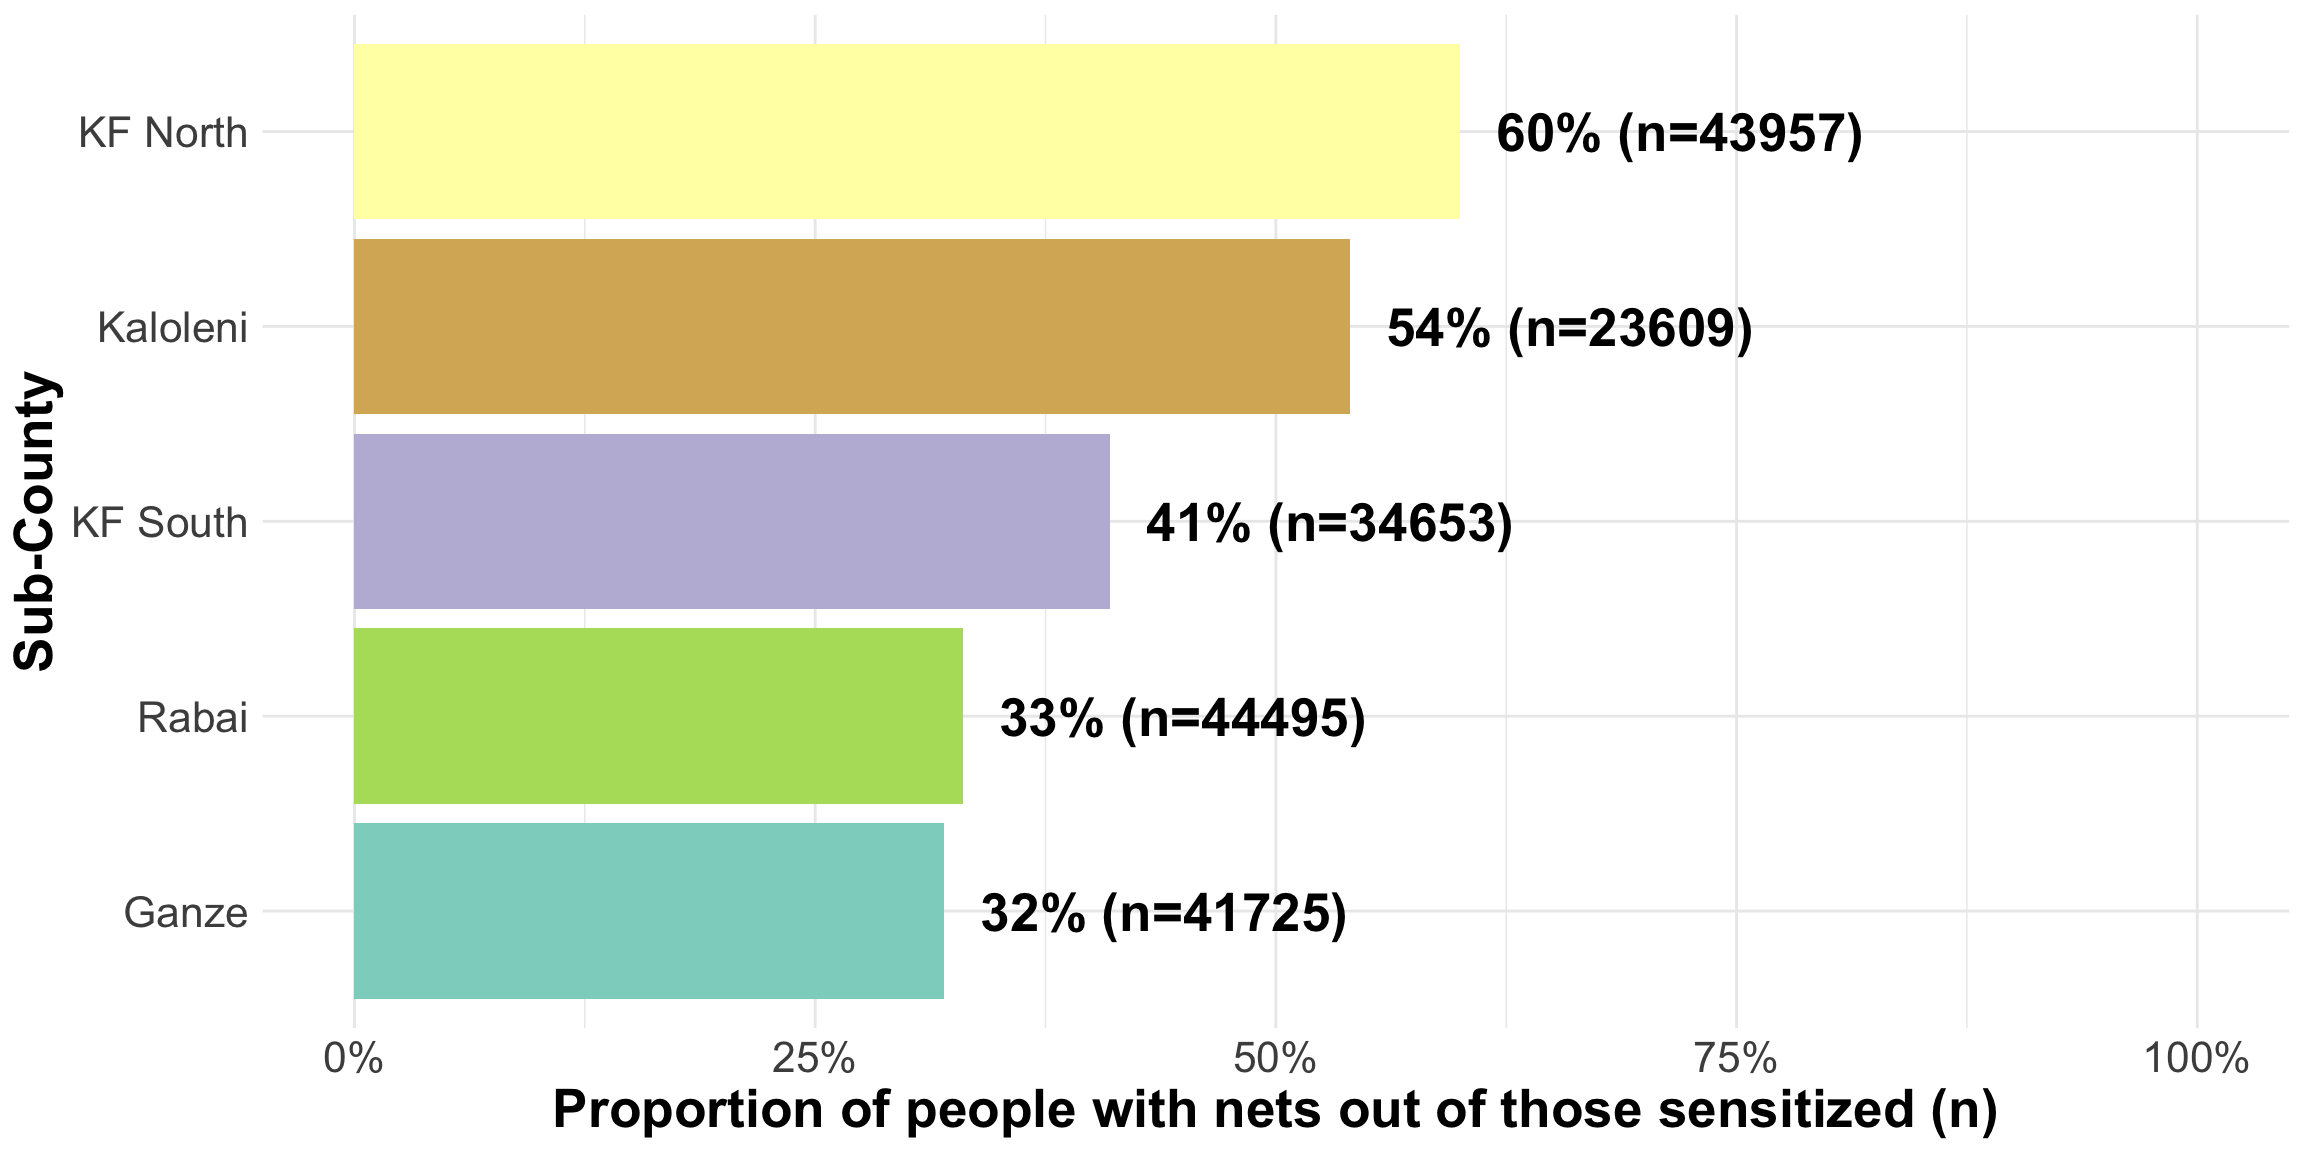 KF North
60% (n=43957)
Kaloleni
54% (n=23609)
KF South
41% (n=34653)
Rabai
33% (n=44495)
Ganze
32% (n=41725)
Sub-County
0%
25%
50%
75%
100%
Proportion of people with nets out of those sensitized (n)